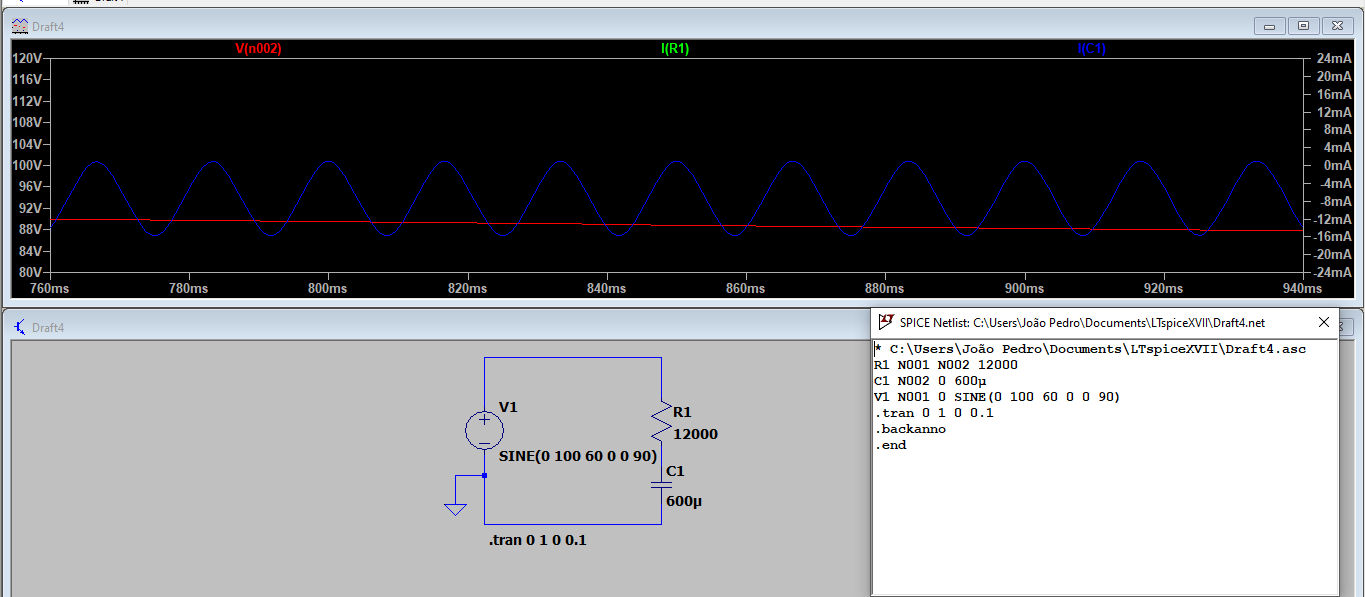 Draft4
V(n002) I(R1) I(C1)
120V 24mA
116V 20mA
112V 16mA
108V 12mA
8mA
104V 4mA
100V 0mA
96V -4mA
92V -8mA
-12mA
88V -16mA
84V -20mA
80V -24mA
760ms 780ms 800ms 820ms 840ms 860ms 880ms 900ms 920ms 940ms
Draft4
V1
SINE(0 100 60 0 0 90)
R1
12000
C1
600µ
.tran 0 1 0 0.1
SPICE Netlist: C:\Users\João Pedro\Documents\LTspiceXVII\Draft4.net
* C:\Users\João Pedro\Documents\LTspiceXVII\Draft4.asc
R1 N001 N002 12000
C1 N002 0 600µ
V1 N001 0 SINE(0 100 60 0 0 90)
.tran 0 1 0 0.1
.backanno
.end